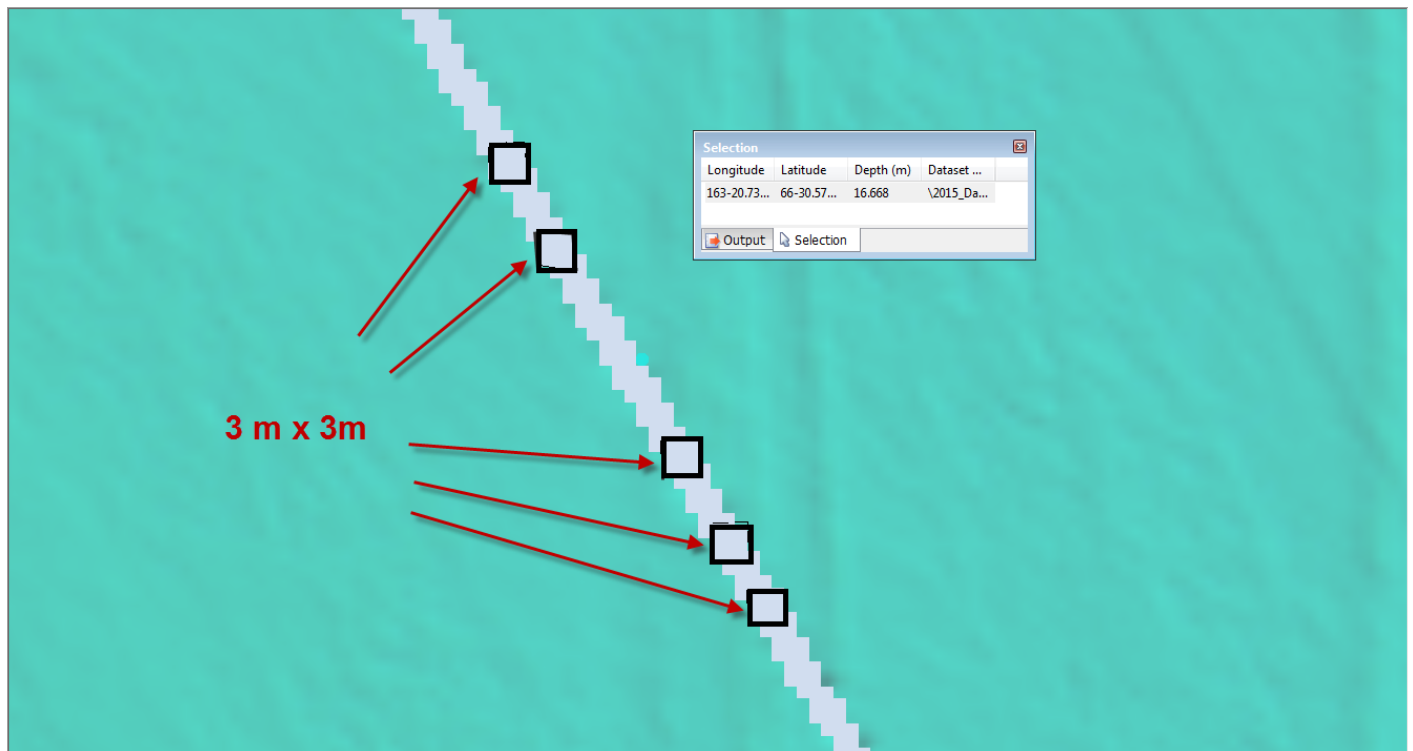 Selection
Longitude Latitude Depth (m) Dataset ...
163-20.73... 66-30.57... 16.668 \2015_Da...
Output Selection
3 m x 3m